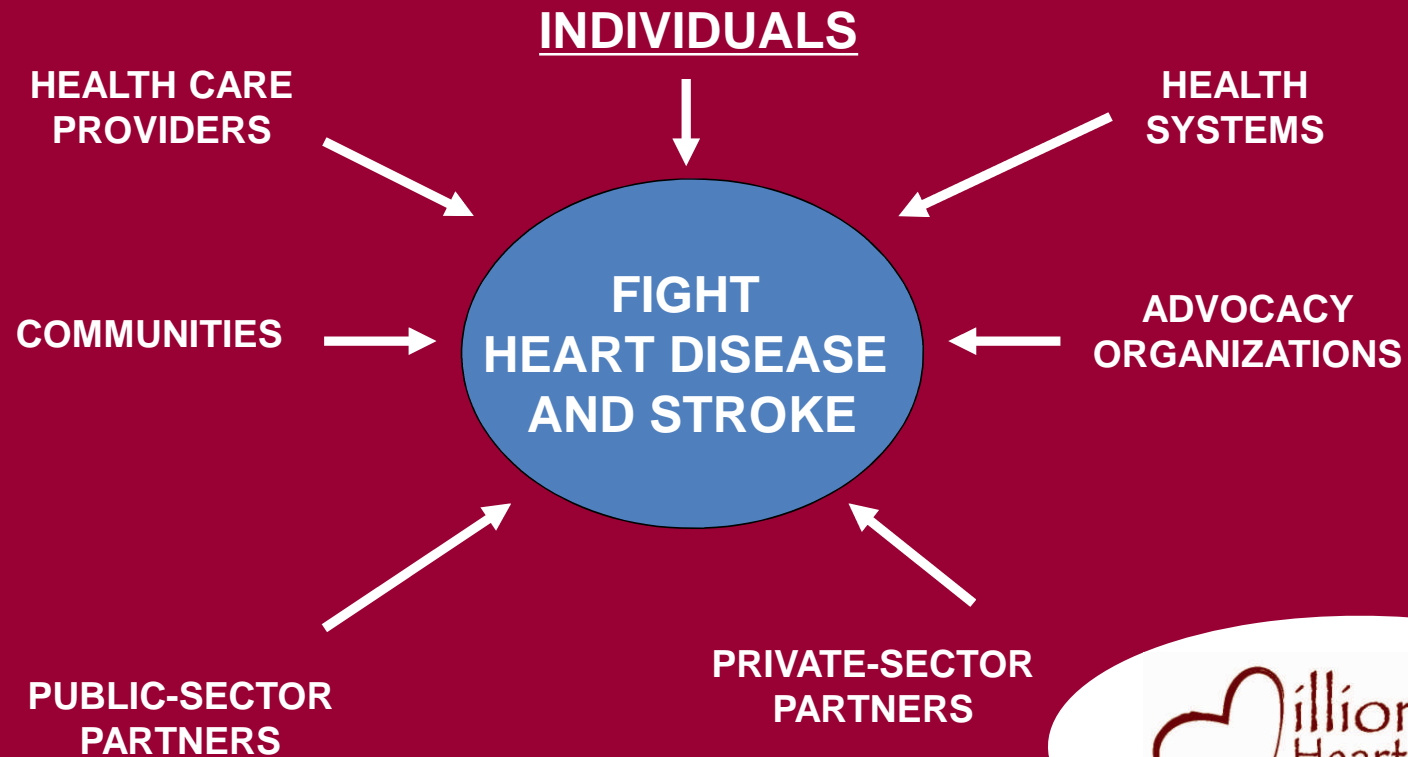 INDIVIDUALS
HEALTH CARE
PROVIDERS
HEALTH
SYSTEMS
COMMUNITIES
FIGHT
HEART DISEASE
AND STROKE
ADVOCACY
ORGANIZATIONS
PUBLIC-SECTOR
PARTNERS
PRIVATE-SECTOR
PARTNERS